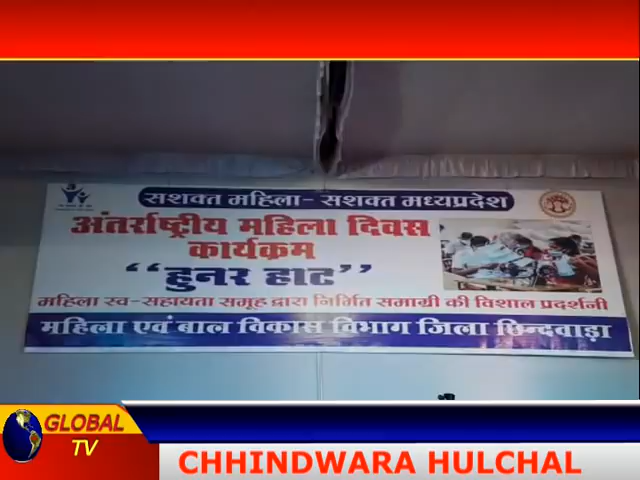 सशक्त महिला- सशक्त मध्यप्रदेश
अंतर्राष्ट्रीय महिला दिवस
कार्यक्रम
“हुनर हाट”
महिला स्व-सहायता समूह द्वारा निर्मित समाग्री की विशाल प्रदर्शनी
महिला एवं बाल विकास विभाग जिला छिन्दवाड़ा
GLOBAL
TV
CHHINDWARA HULCHAL